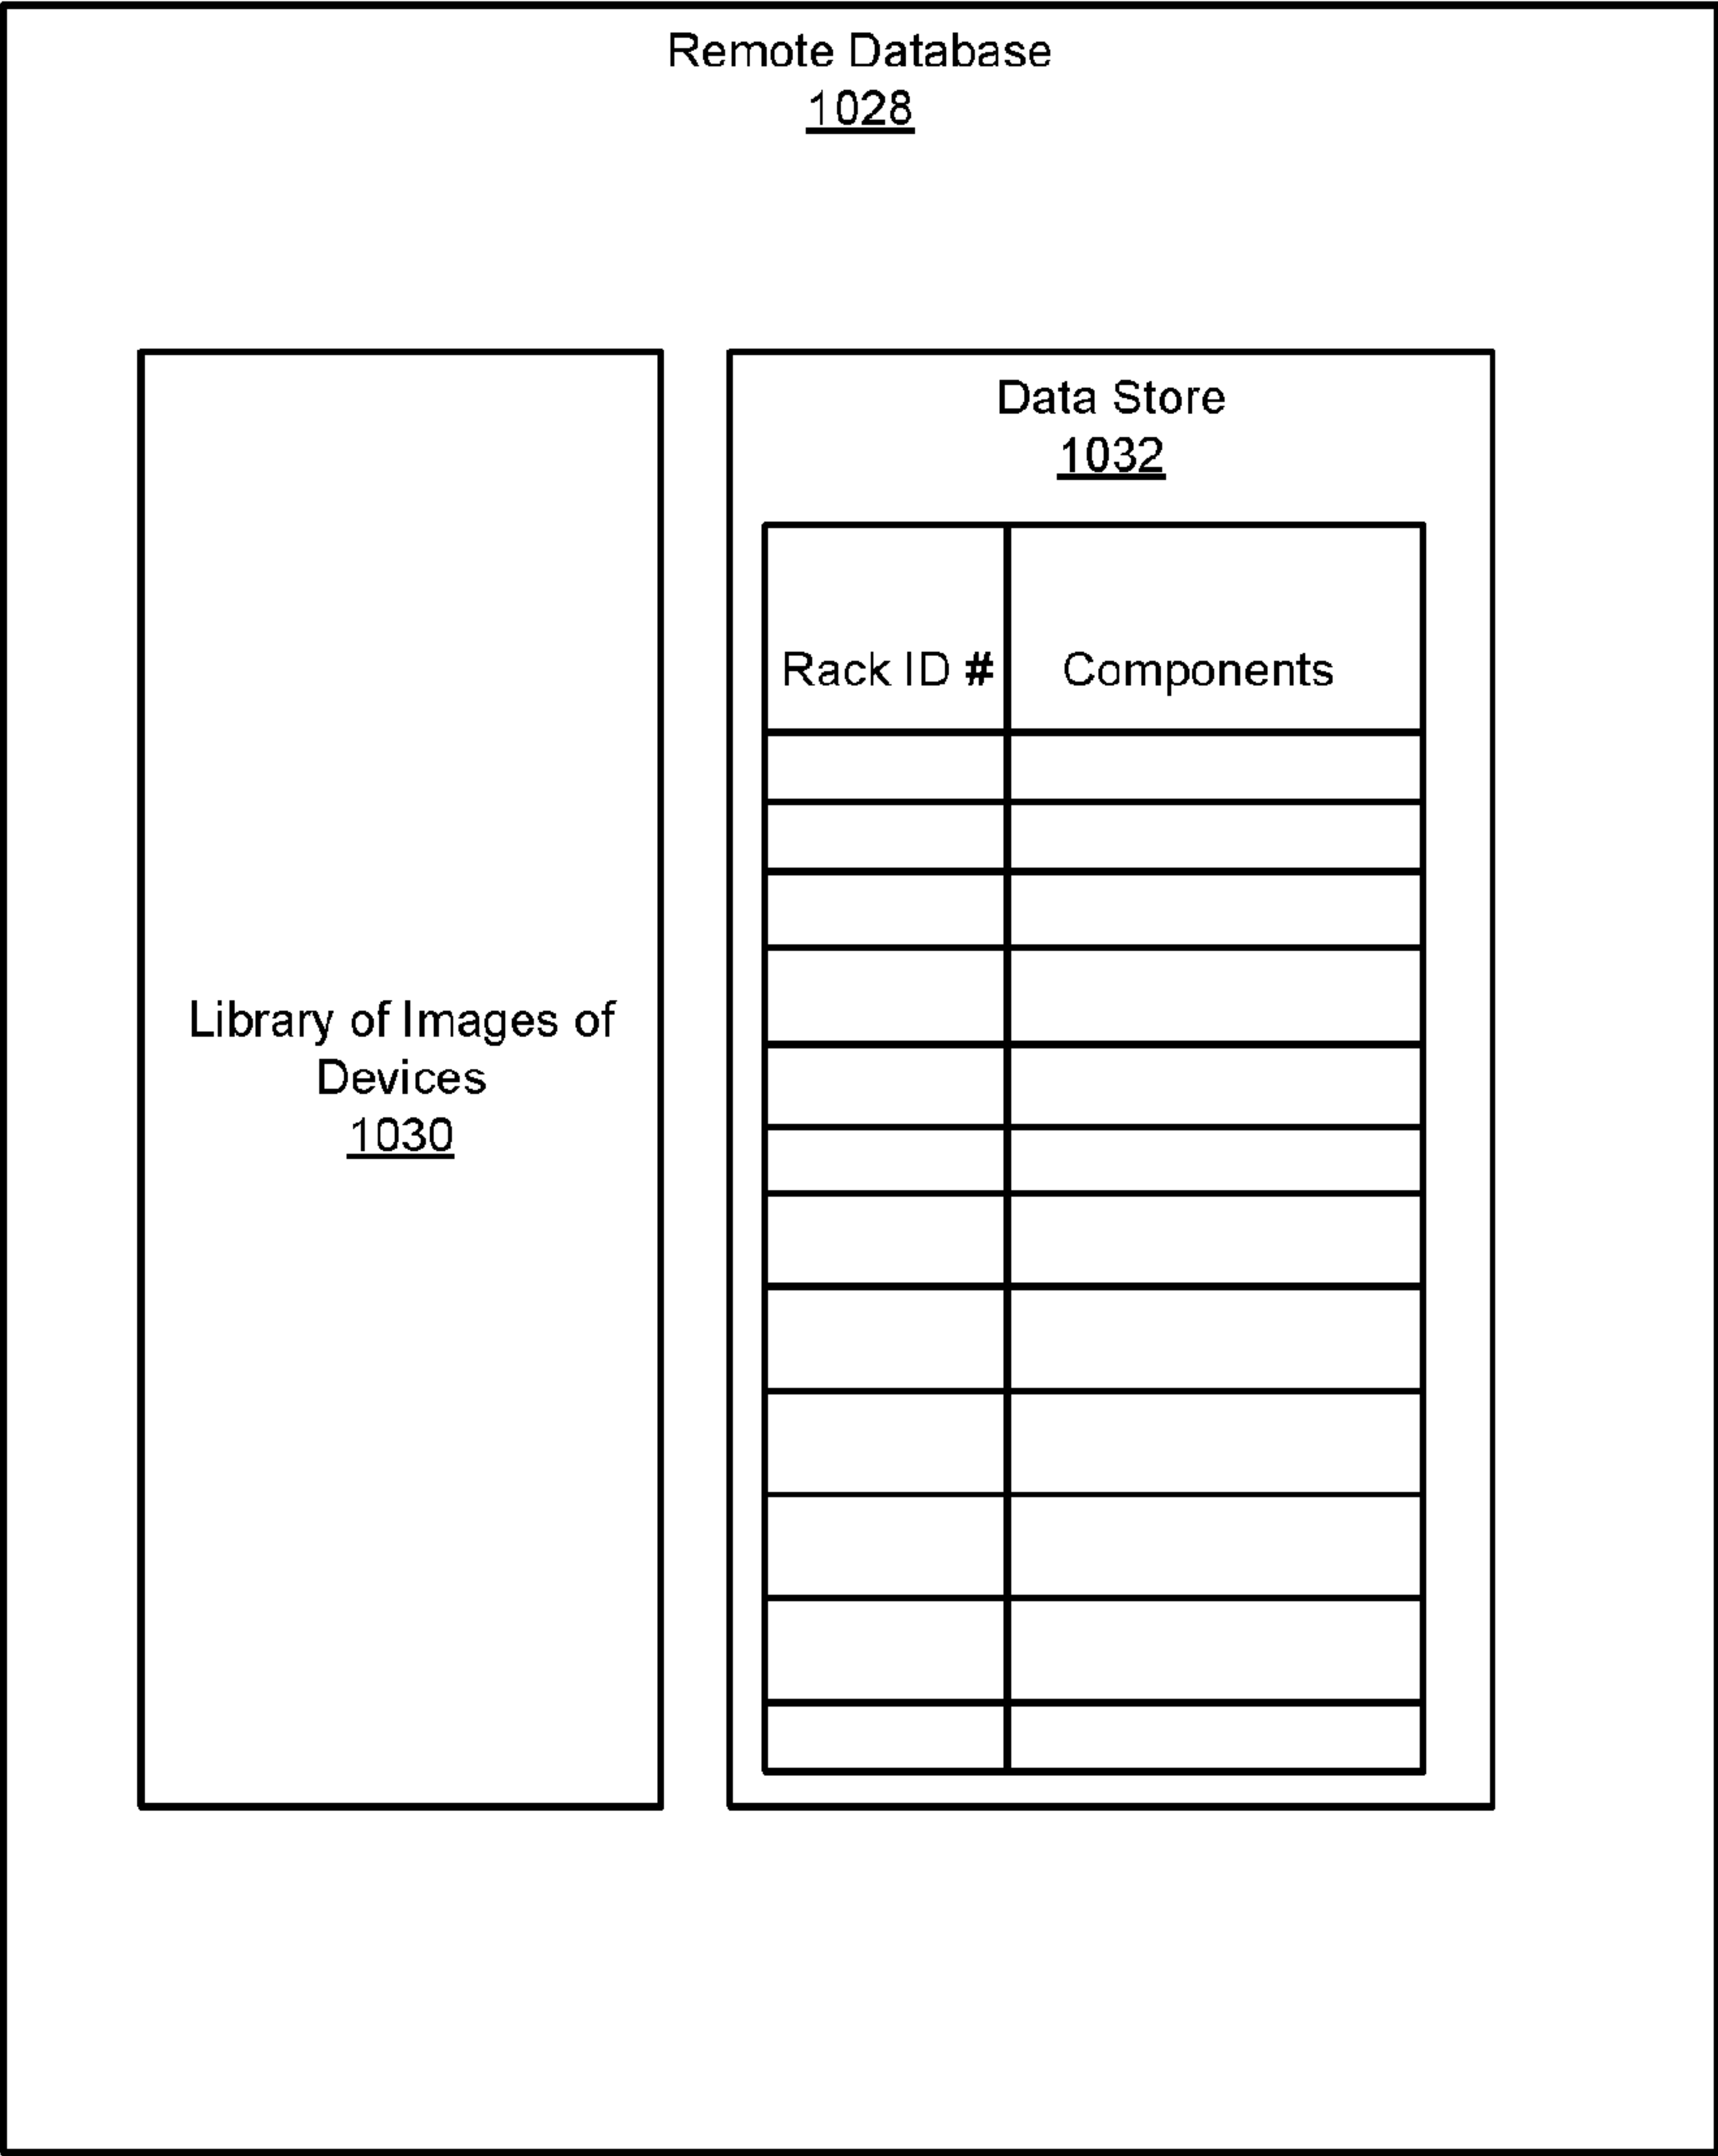 Remote Database
1028
Library of Images of
Devices
1030
Data Store
1032
Rack ID # Components